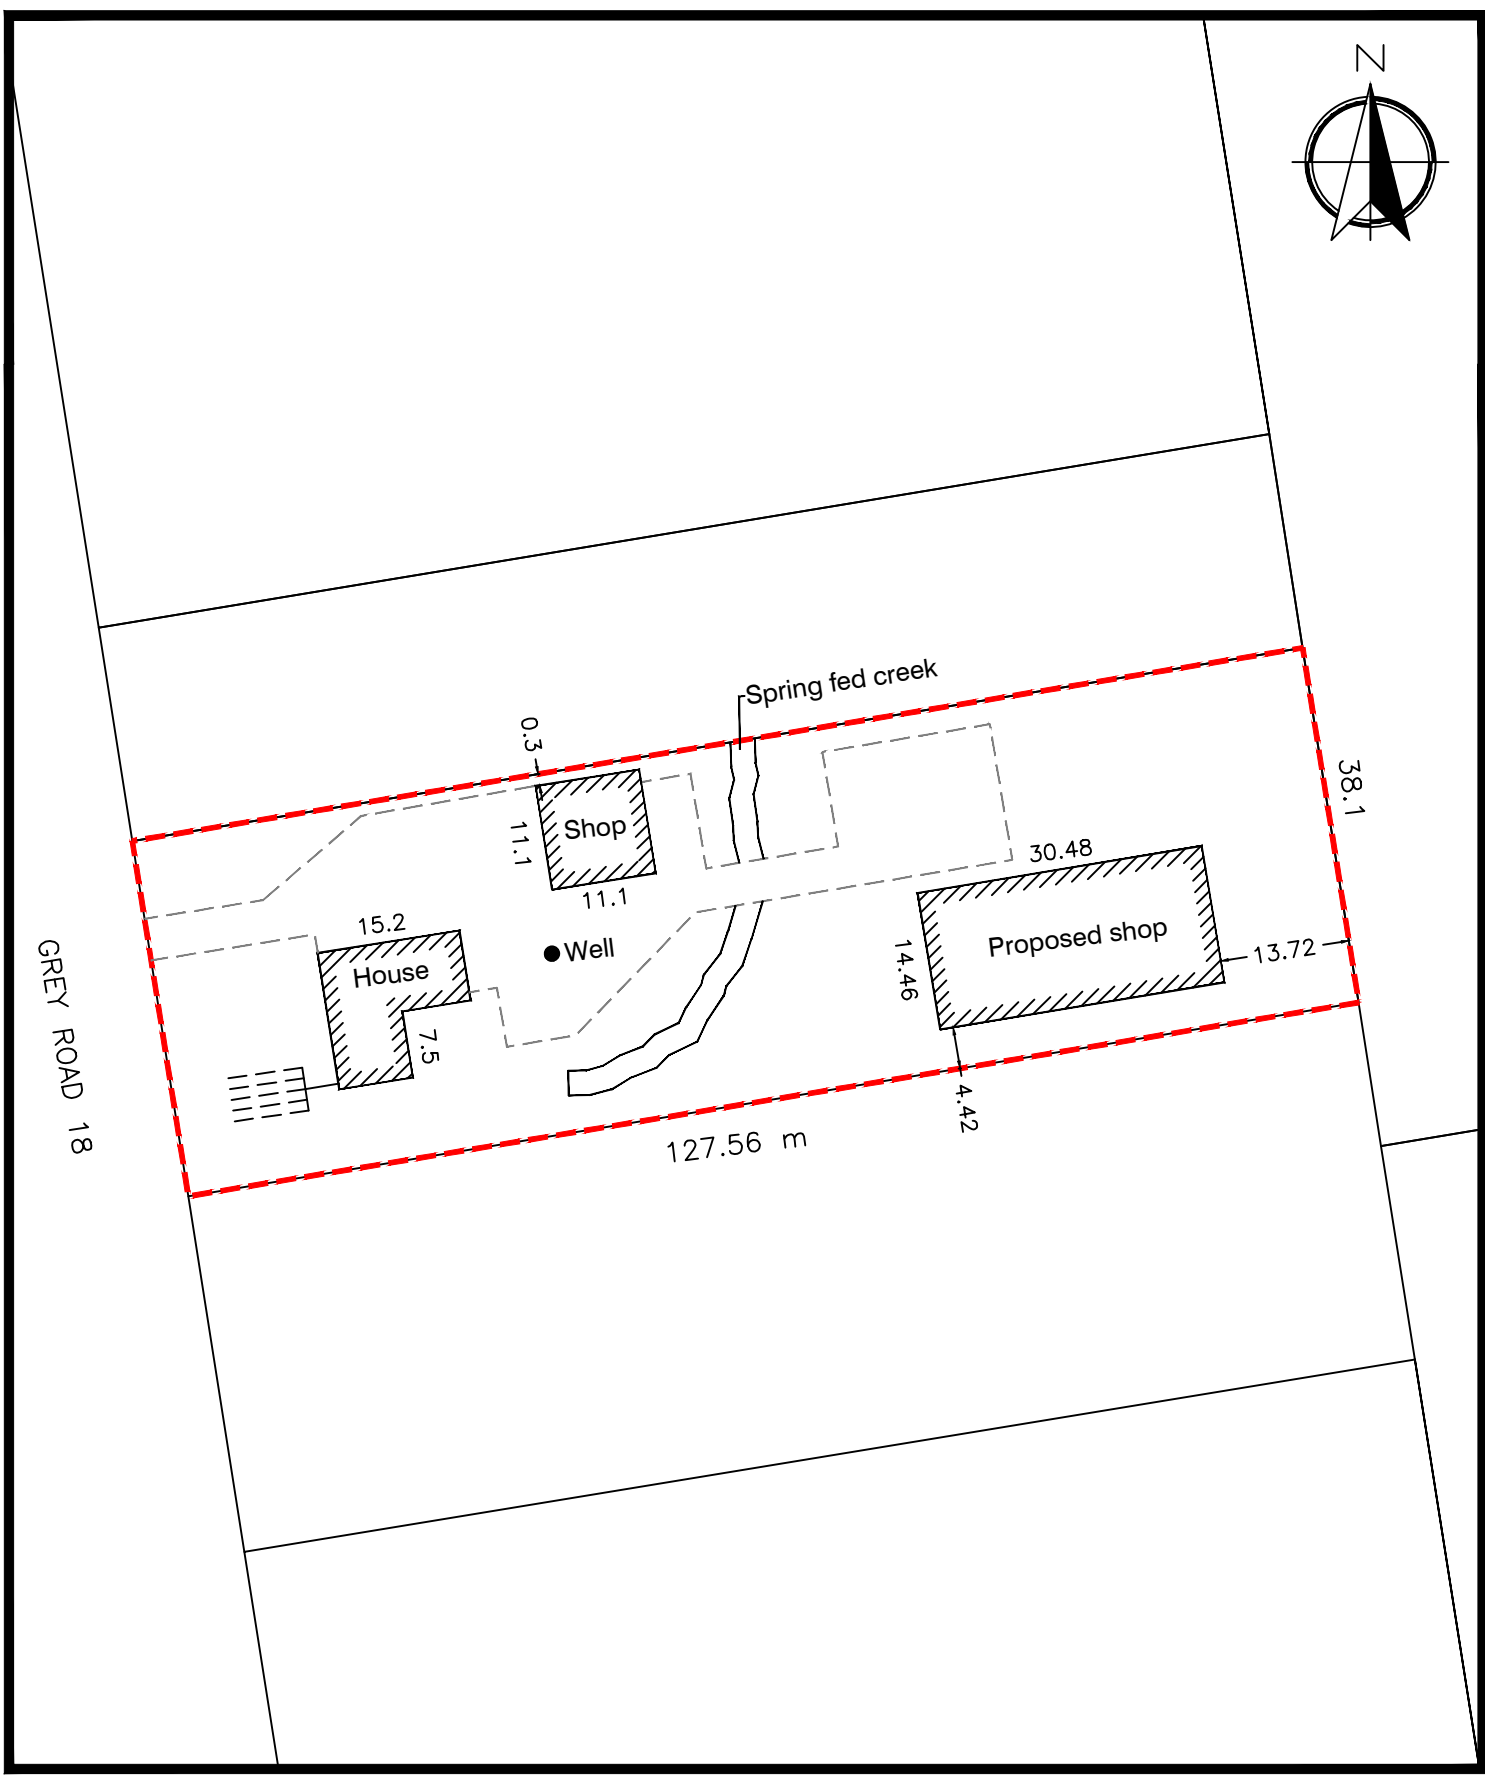 N
Spring fed creek
0.3
38.1
11.1
Shop
11.1
30.48
15.2
House
Well
Proposed shop
14.46
13.72
GREY ROAD 18
7.5
4.42
127.56 m